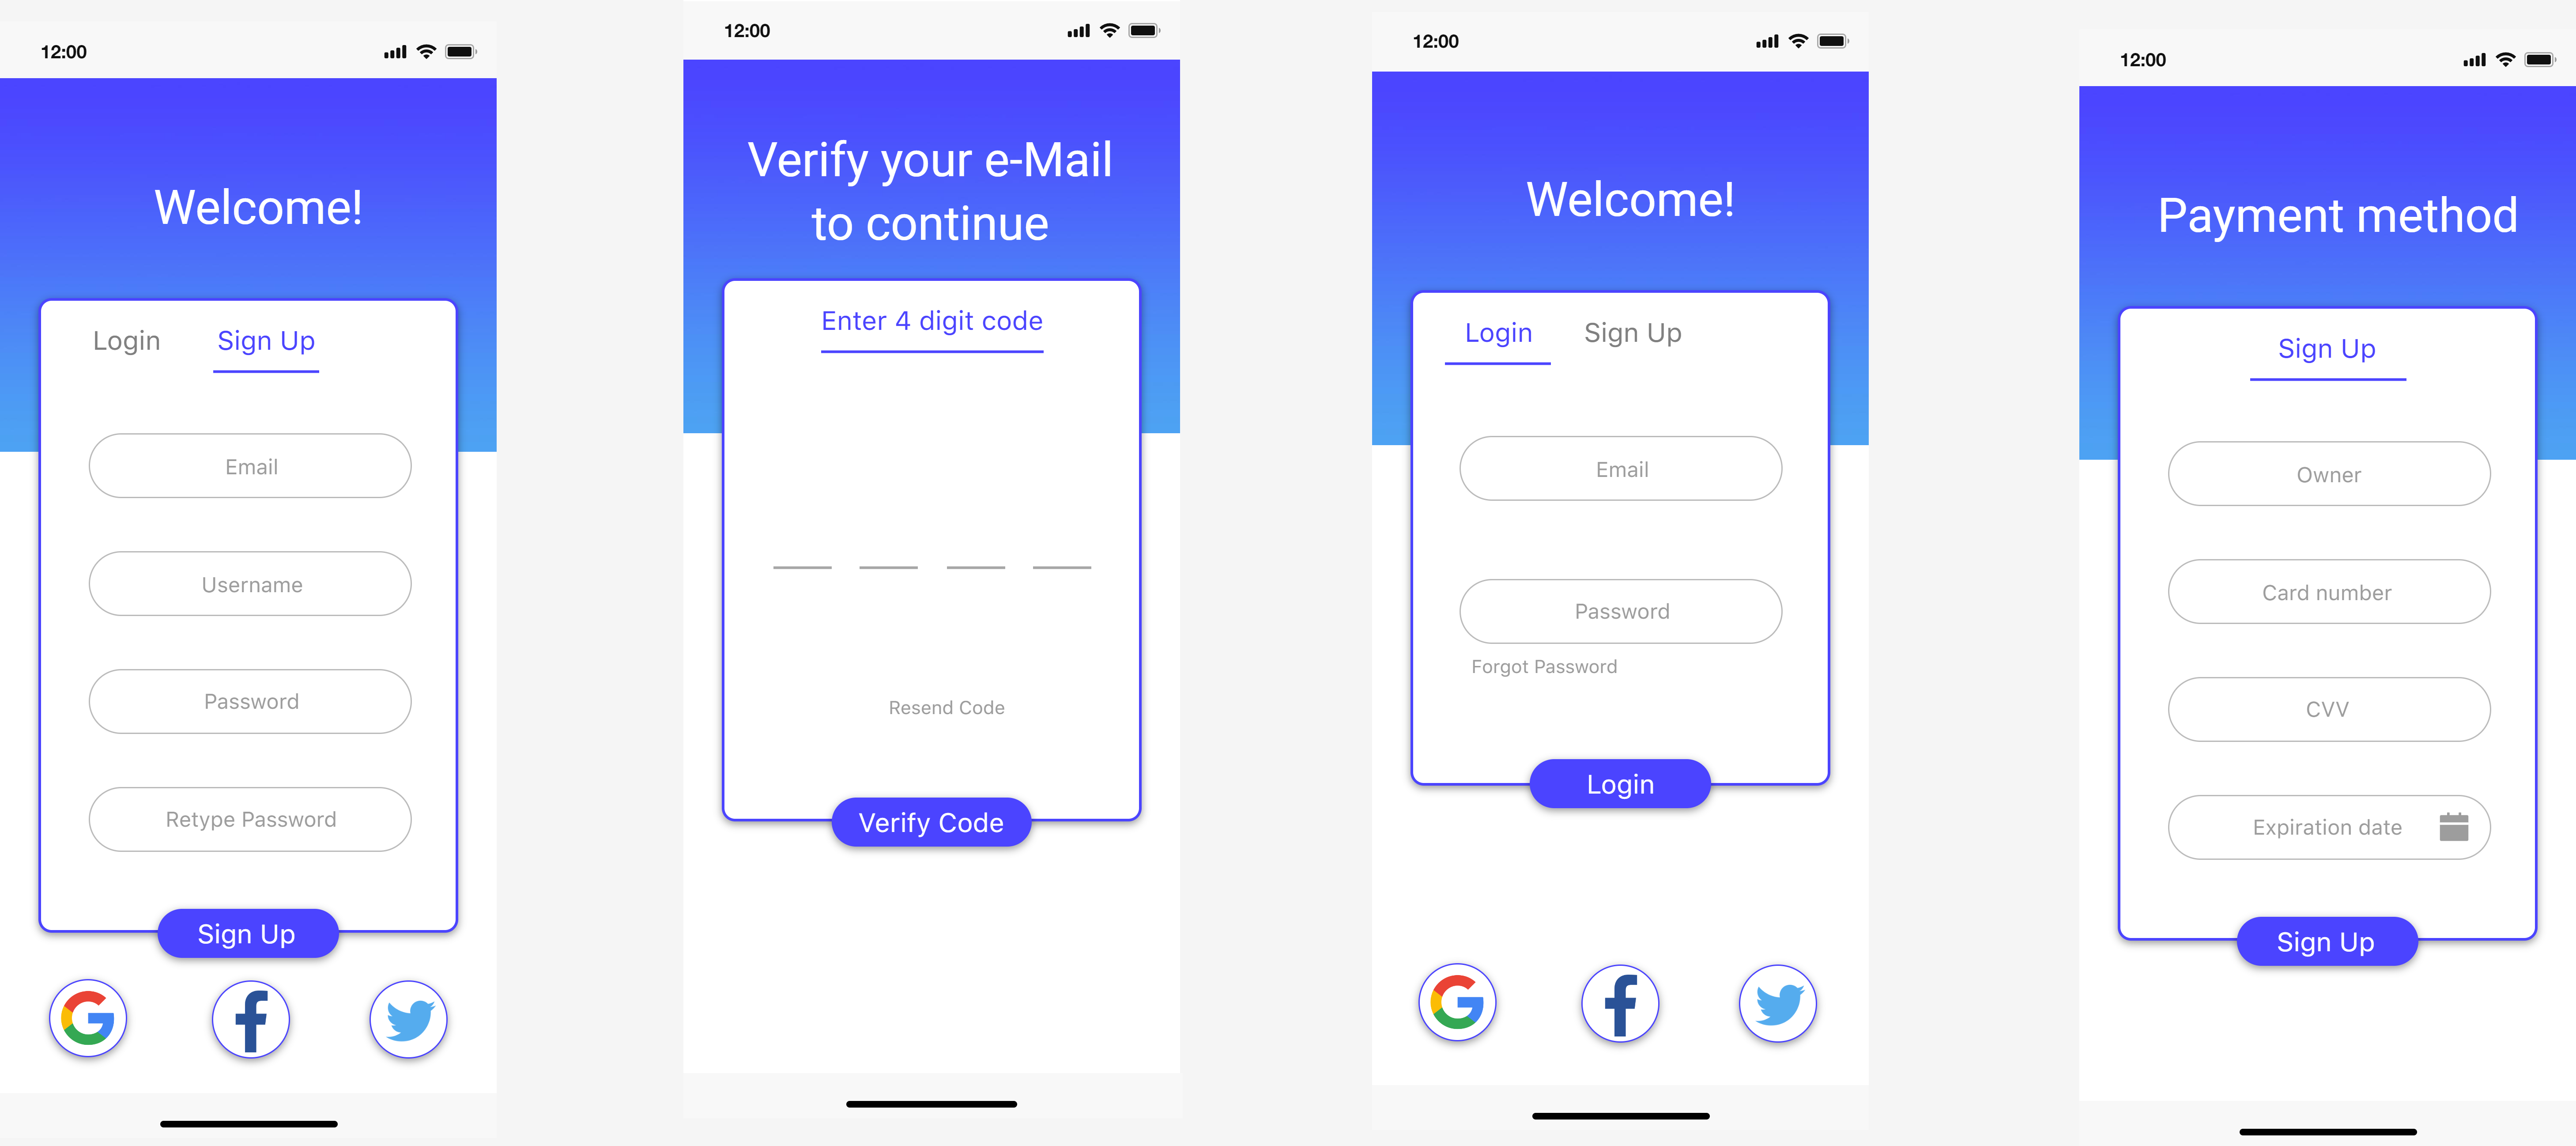 12:00
Welcome!
Login
Sign Up
Email
Username
Password
Retype Password
Sign Up
12:00
Verify your e-Mail
to continue
Enter 4 digit code
Resend Code
Verify Code
12:00
Welcome!
Login
Sign Up
Email
Password
Forgot Password
Login
12:00
Payment method
Sign Up
Owner
Card number
CVV
Expiration date
Sign Up